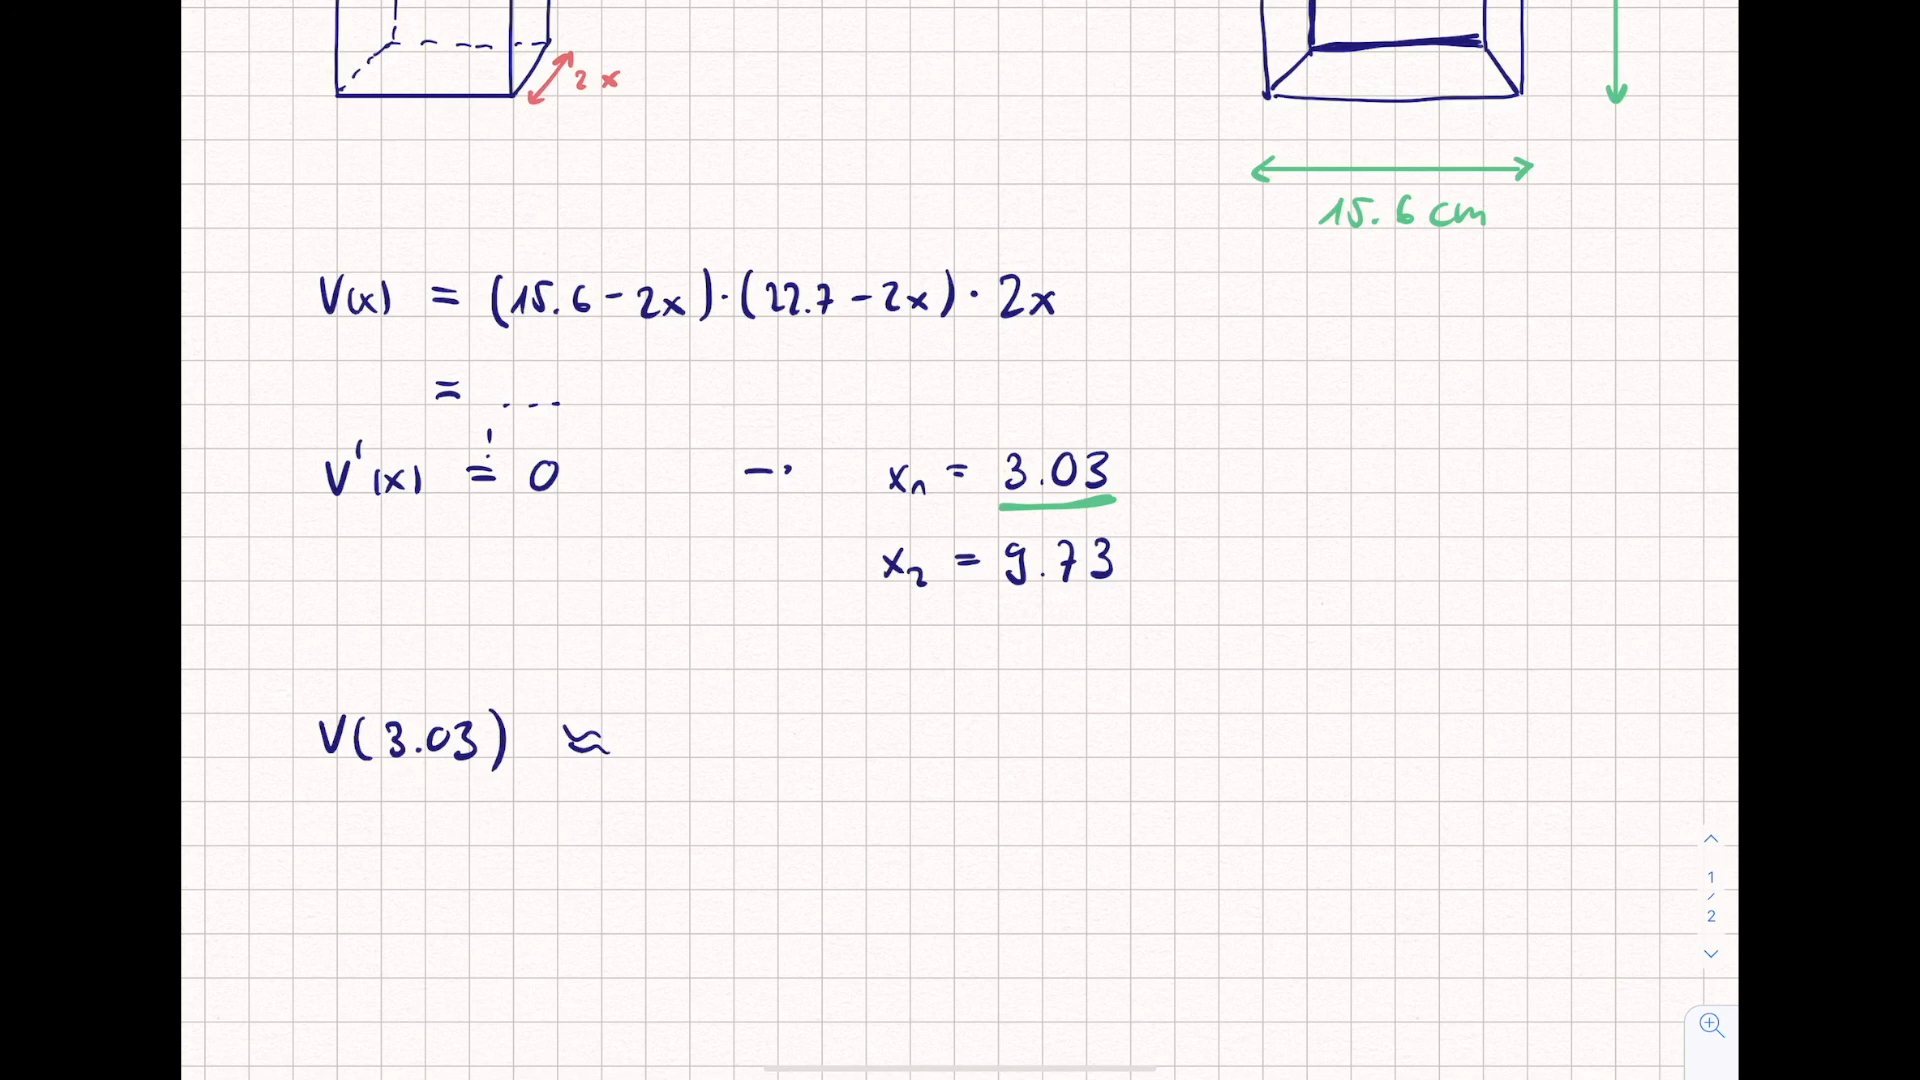 2 x
15.6 cm
V(x) = (15.6 - 2x) · (22.7 - 2x) · 2x
= ...
V'(x) =! 0 → x₁ = 3.03
x₂ = 9.73
V(3.03) ≈
1
/
2